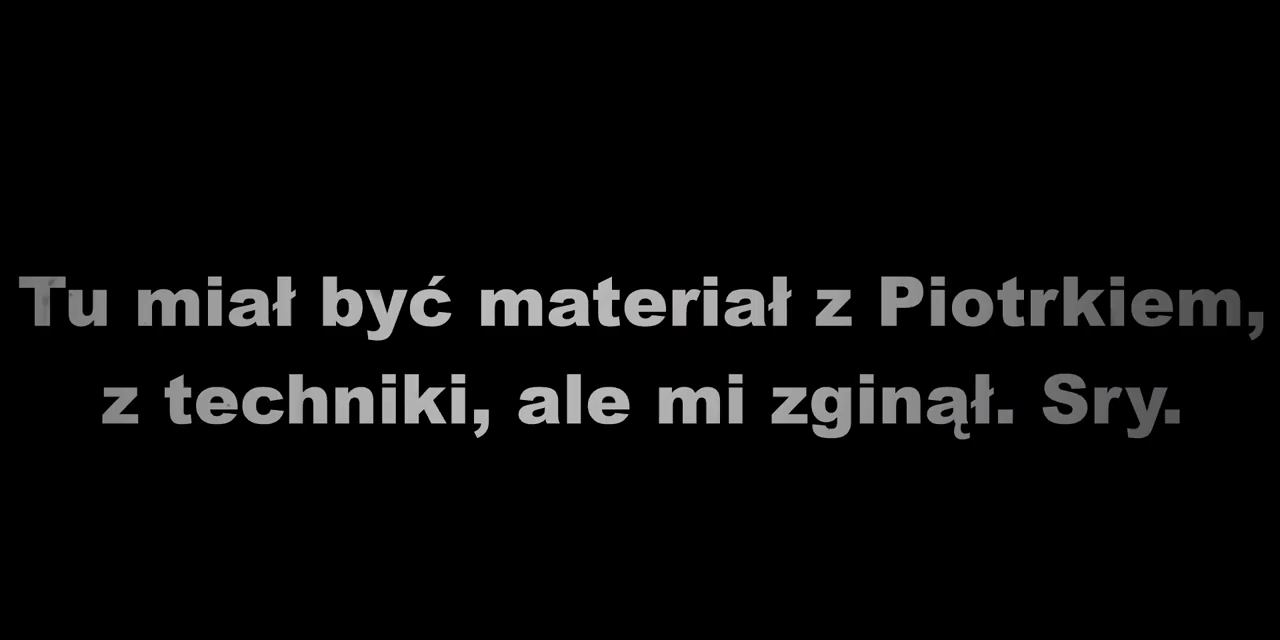 Tu miał być materiał z Piotrkiem,
z techniki, ale mi zginął. Sry.